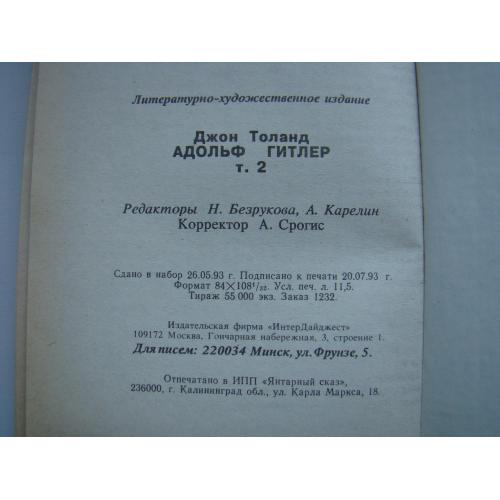 Литературно-художественное издание
Джон Толанд
АДОЛЬФ ГИТЛЕР
т. 2
Редакторы Н. Безрукова, А. Карелин
Корректор А. Срогис
Сдано в набор 26.05.93 г. Подписано к печати 20.07.93 г.
Формат 84×108¹/₃₂. Усл. печ. л. 11,5.
Тираж 55 000 экз. Заказ 1232.
Издательская фирма «ИнтерДайджест»
109172 Москва, Гончарная набережная, 3, строение 1.
Для писем: 220034 Минск, ул. Фрунзе, 5.
Отпечатано в ИПП «Янтарный сказ»,
236000, г. Калининград обл., ул. Карла Маркса, 18.